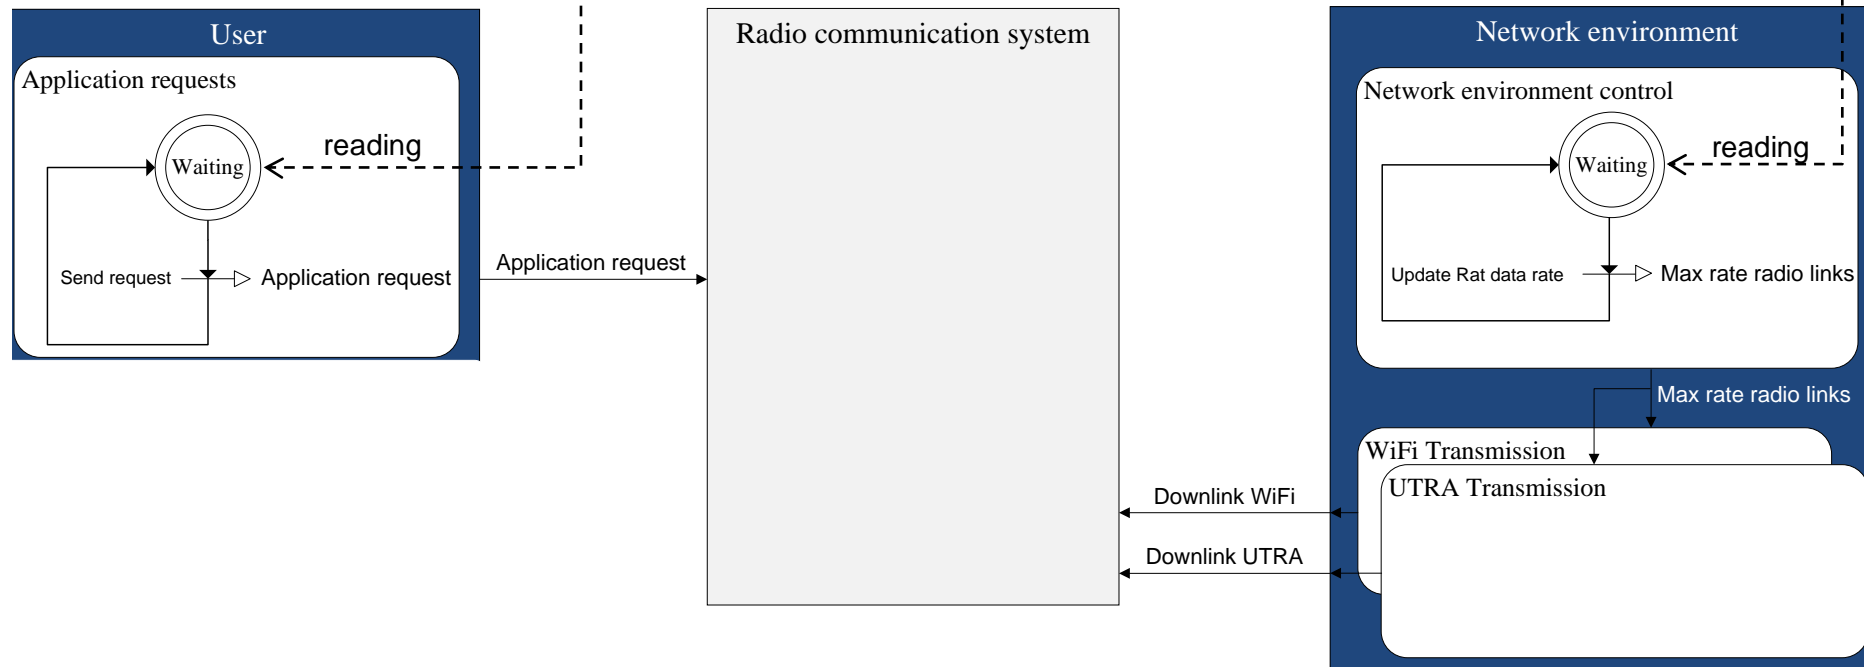 User
Application requests
Waiting
reading
Send request
Application request
Application request
Radio communication system
Network environment
Network environment control
Waiting
reading
Update Rat data rate
Max rate radio links
Max rate radio links
WiFi Transmission
UTRA Transmission
Downlink WiFi
Downlink UTRA